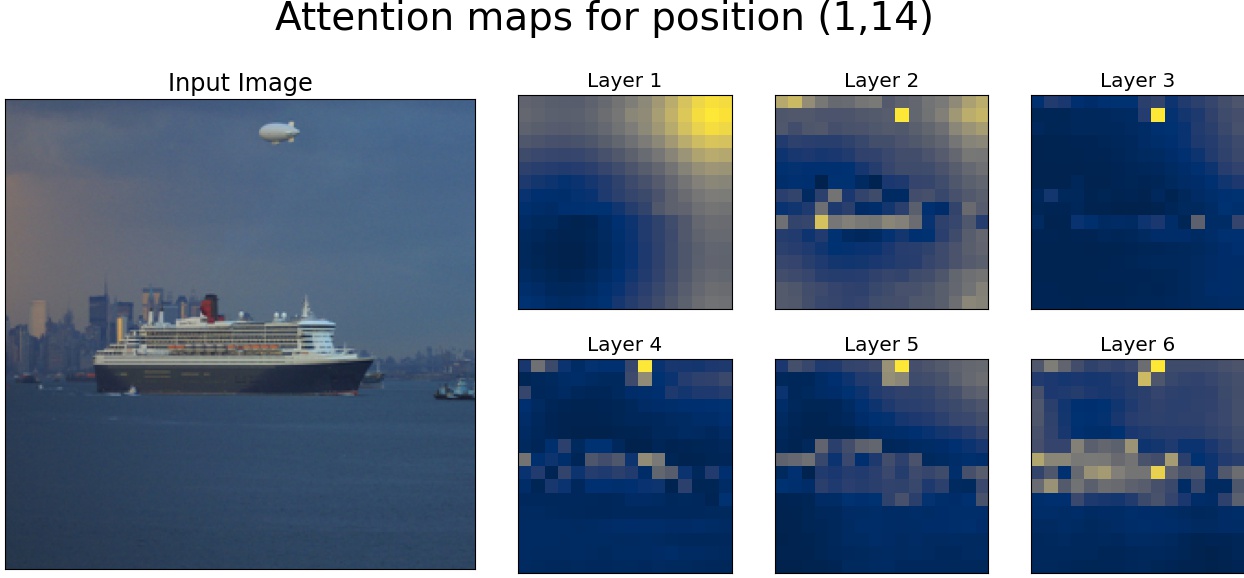 Attention maps for position (1,14)
Input Image
Layer 1
Layer 2
Layer 3
Layer 4
Layer 5
Layer 6